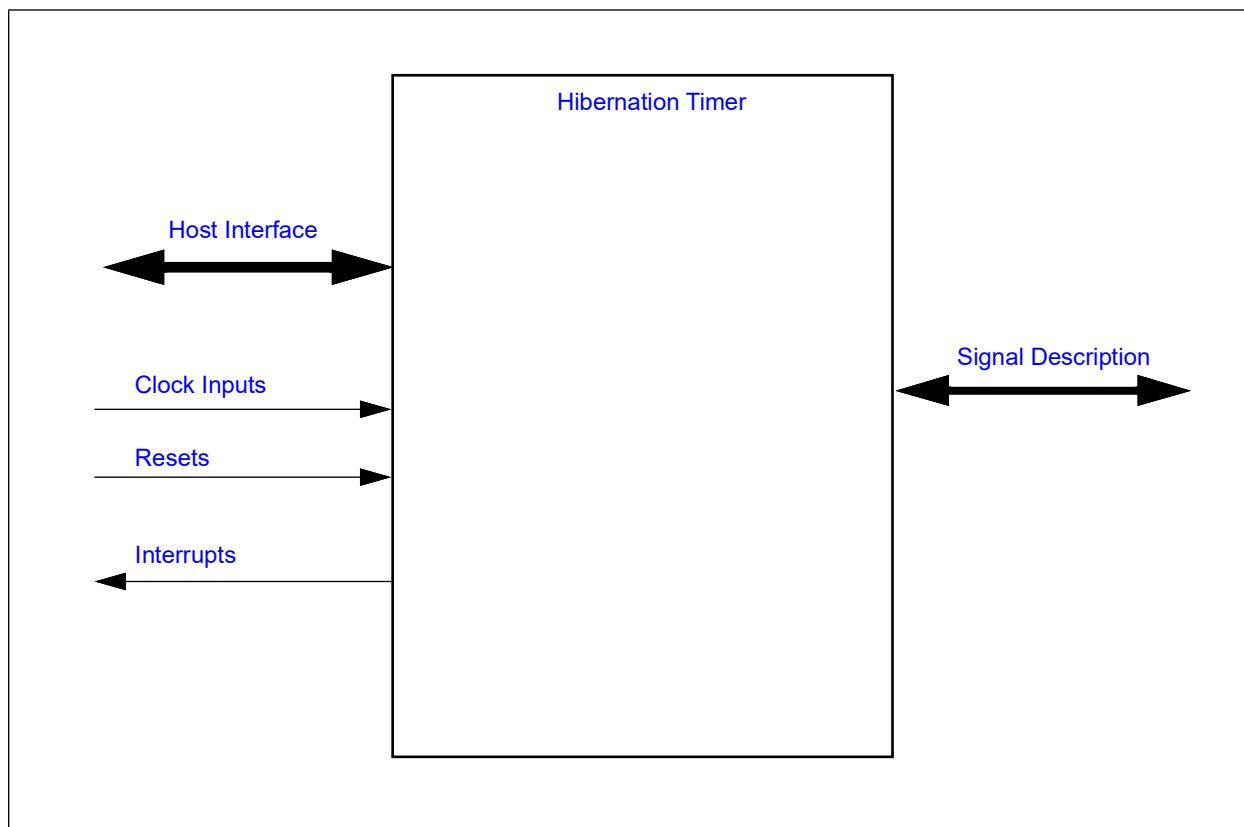 Hibernation Timer
Host Interface
Signal Description
Clock Inputs
Resets
Interrupts